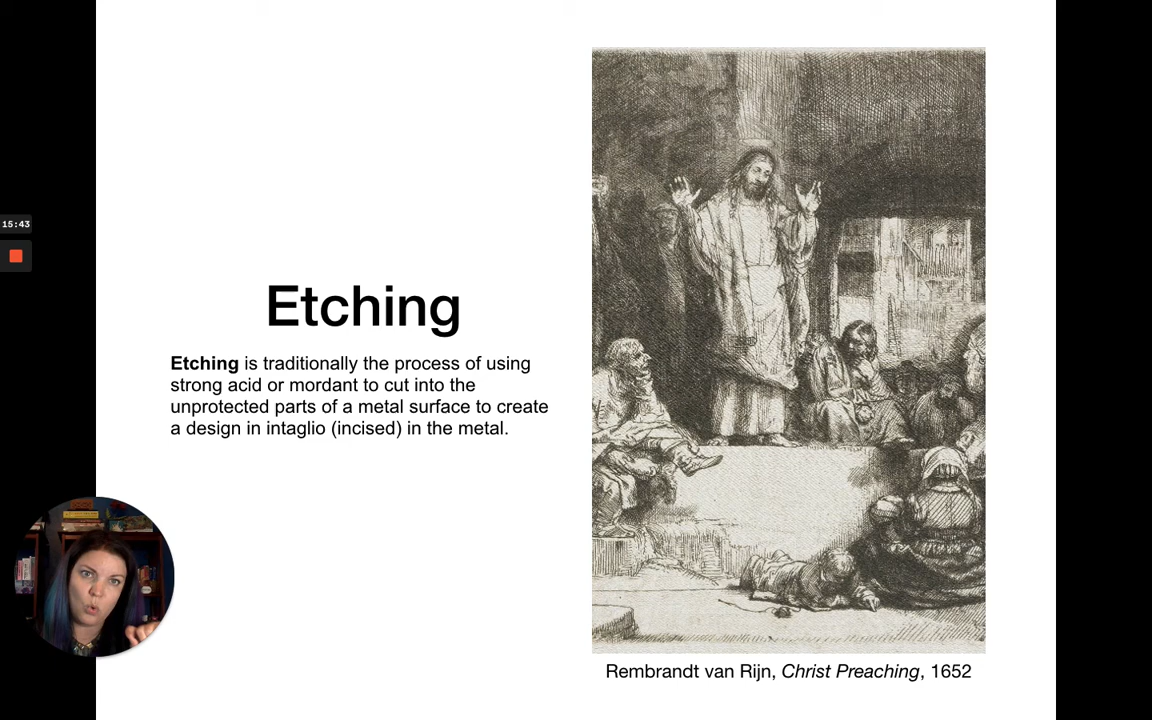 15:43
Etching
Etching is traditionally the process of using
strong acid or mordant to cut into the
unprotected parts of a metal surface to create
a design in intaglio (incised) in the metal.
Rembrandt van Rijn, Christ Preaching, 1652